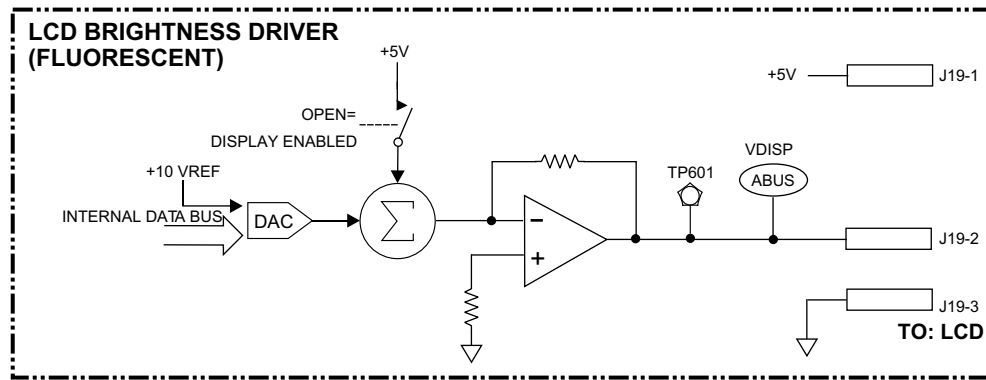 LCD BRIGHTNESS DRIVER
(FLUORESCENT)
+5V
+5V
J19-1
OPEN=
DISPLAY ENABLED
VDISP
+10 VREF
TP601
ABUS
INTERNAL DATA BUS
DAC
Σ
−
+
J19-2
J19-3
TO: LCD